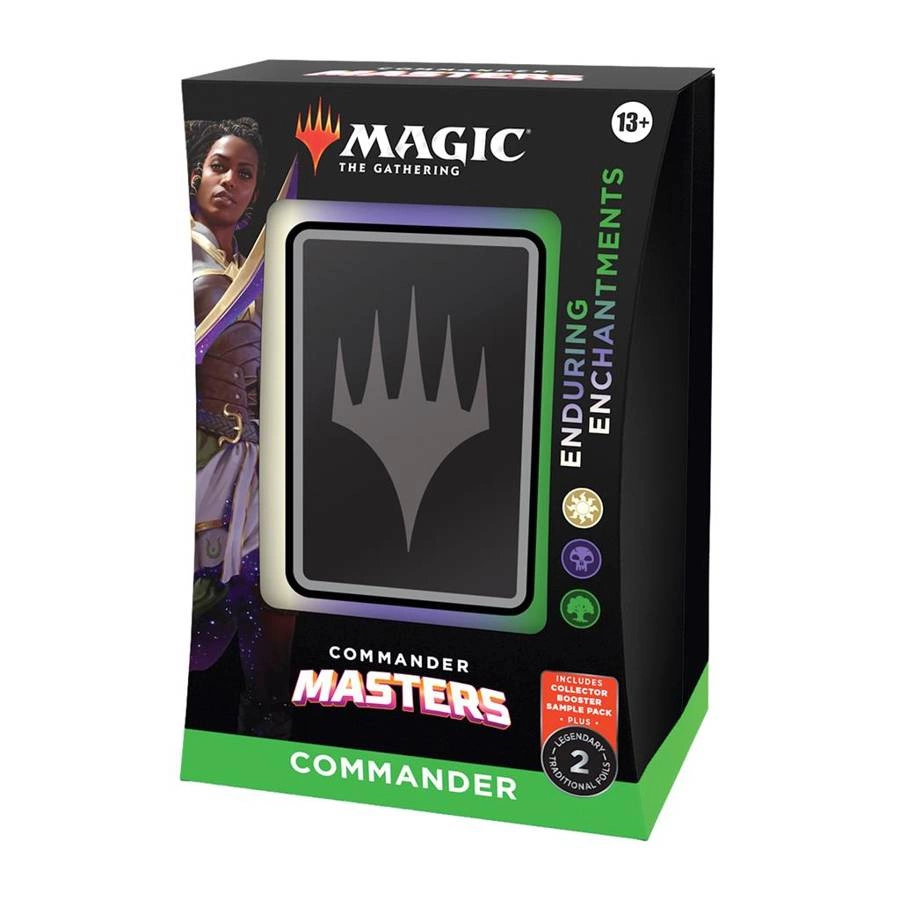 COMMANDER
MASTERS
MAGIC
THE GATHERING
13+
ENDURING
ENCHANTMENTS
COMMANDER
MASTERS
INCLUDES
COLLECTOR
BOOSTER
SAMPLE PACK
• PLUS •
LEGENDARY
2
TRADITIONAL FOILS
COMMANDER